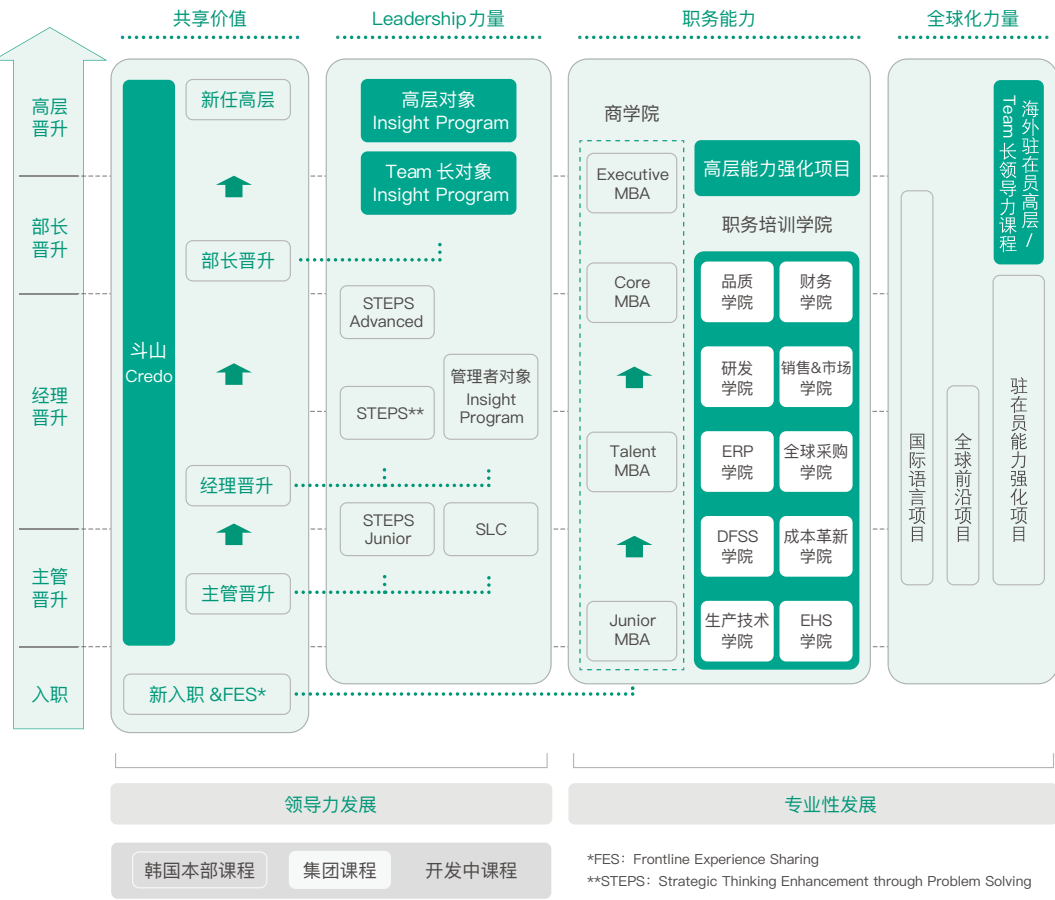 共享价值
Leadership力量
职务能力
全球化力量
高层
晋升
部长
晋升
经理
晋升
主管
晋升
入职
斗山
Credo
新任高层
部长晋升
经理晋升
主管晋升
新入职 &FES*
高层对象
Insight Program
Team 长对象
Insight Program
STEPS
Advanced
管理者对象
Insight
Program
STEPS**
STEPS
Junior
SLC
商学院
Executive
MBA
Core
MBA
Talent
MBA
Junior
MBA
高层能力强化项目
职务培训学院
品质
学院
财务
学院
研发
学院
销售&市场
学院
ERP
学院
全球采购
学院
DFSS
学院
成本革新
学院
生产技术
学院
EHS
学院
国际语言项目
全球前沿项目
海外驻在员高层/
Team 长领导力课程
驻在员能力强化项目
领导力发展
专业性发展
韩国本部课程
集团课程
开发中课程
*FES：Frontline Experience Sharing
**STEPS：Strategic Thinking Enhancement through Problem Solving